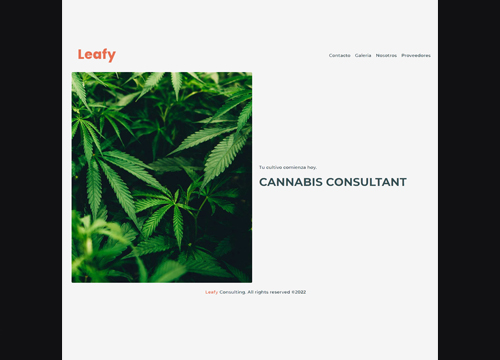 Leafy
Contacto Galeria Nosotros Proveedores
Tu cultivo comienza hoy.
CANNABIS CONSULTANT
Leafy Consulting. All rights reserved ©2022